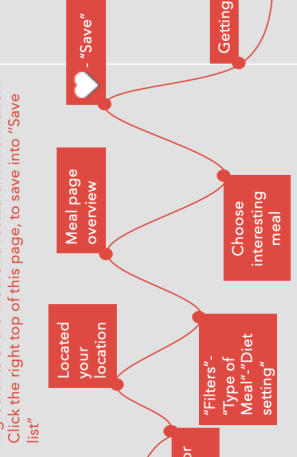 Click the right top of this page, to save into “Save
list”
or
Located
your
location
“Filters”-
“Type of
Meal”-“Diet
setting”
Meal page
overview
Choose
interesting
meal
- “Save”
Getting